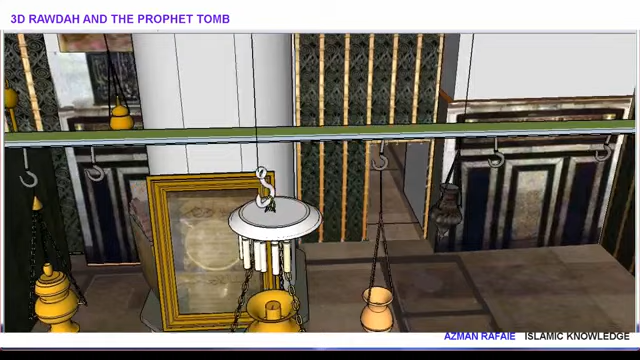 3D RAWDAH AND THE PROPHET TOMB
AZMAN RAFAIE ISLAMIC KNOWLEDGE